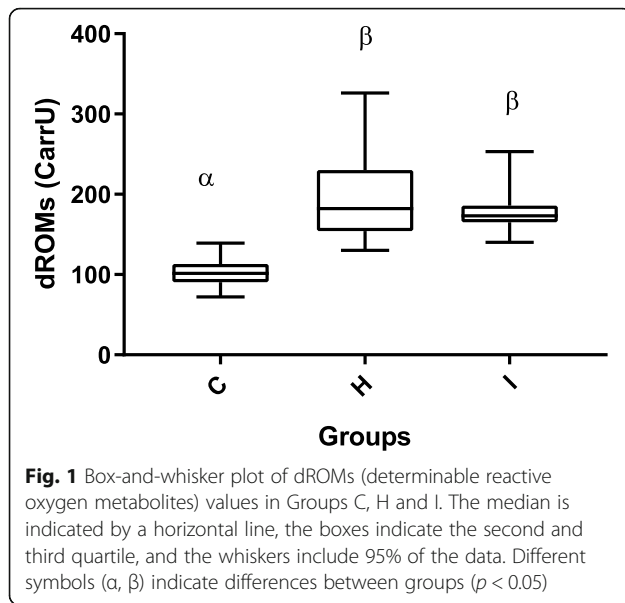 400
300
200
100
0
dROMs (CarrU)
α
β
β
C
H
I
Groups
Fig. 1 Box-and-whisker plot of dROMs (determinable reactive
oxygen metabolites) values in Groups C, H and I. The median is
indicated by a horizontal line, the boxes indicate the second and
third quartile, and the whiskers include 95% of the data. Different
symbols (α, β) indicate differences between groups (p < 0.05)